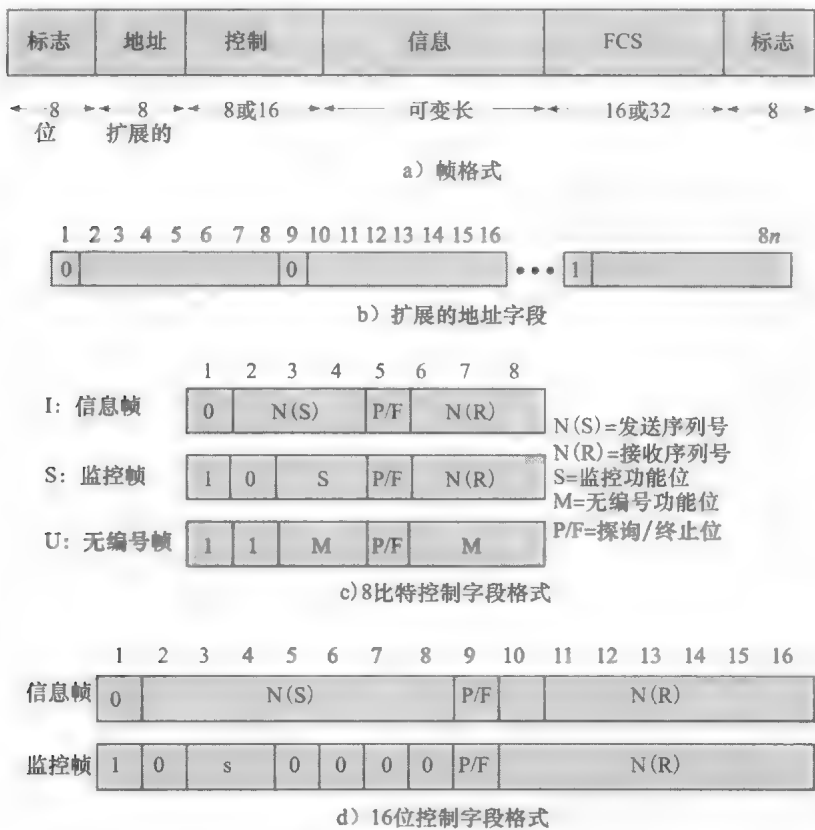 标志 地址 控制 信息 FCS 标志
8 8 8或16 可变长 16或32 8
位 扩展的
a) 帧格式
1 2 3 4 5 6 7 8 9 10 11 12 13 14 15 16 8n
0 0 ••• 1
b) 扩展的地址字段
1 2 3 4 5 6 7 8
I: 信息帧 0 N(S) P/F N(R)
N(S)=发送序列号
N(R)=接收序列号
S: 监控帧 1 0 S P/F N(R)
S=监控功能位
M=无编号功能位
U: 无编号帧 1 1 M P/F M
P/F=探询/终止位
c)8比特控制字段格式
1 2 3 4 5 6 7 8 9 10 11 12 13 14 15 16
信息帧 0 N(S) P/F N(R)
监控帧 1 0 s 0 0 0 0 P/F N(R)
d) 16位控制字段格式